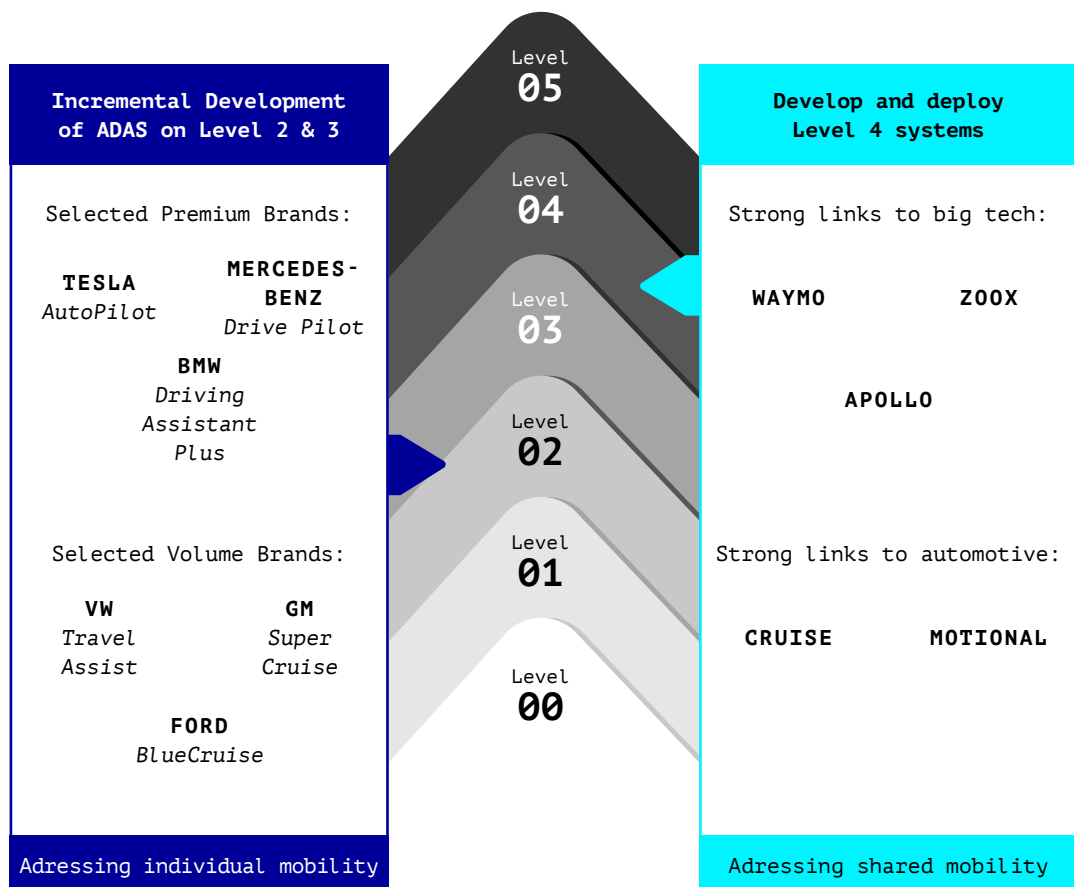 Incremental Development
of ADAS on Level 2 & 3
Selected Premium Brands:
TESLA
AutoPilot
MERCEDES-
BENZ
Drive Pilot
BMW
Driving
Assistant
Plus
Selected Volume Brands:
VW
Travel
Assist
GM
Super
Cruise
FORD
BlueCruise
Adressing individual mobility
Level
05
Level
04
Level
03
Level
02
Level
01
Level
00
Develop and deploy
Level 4 systems
Strong links to big tech:
WAYMO
ZOOX
APOLLO
Strong links to automotive:
CRUISE
MOTIONAL
Adressing shared mobility